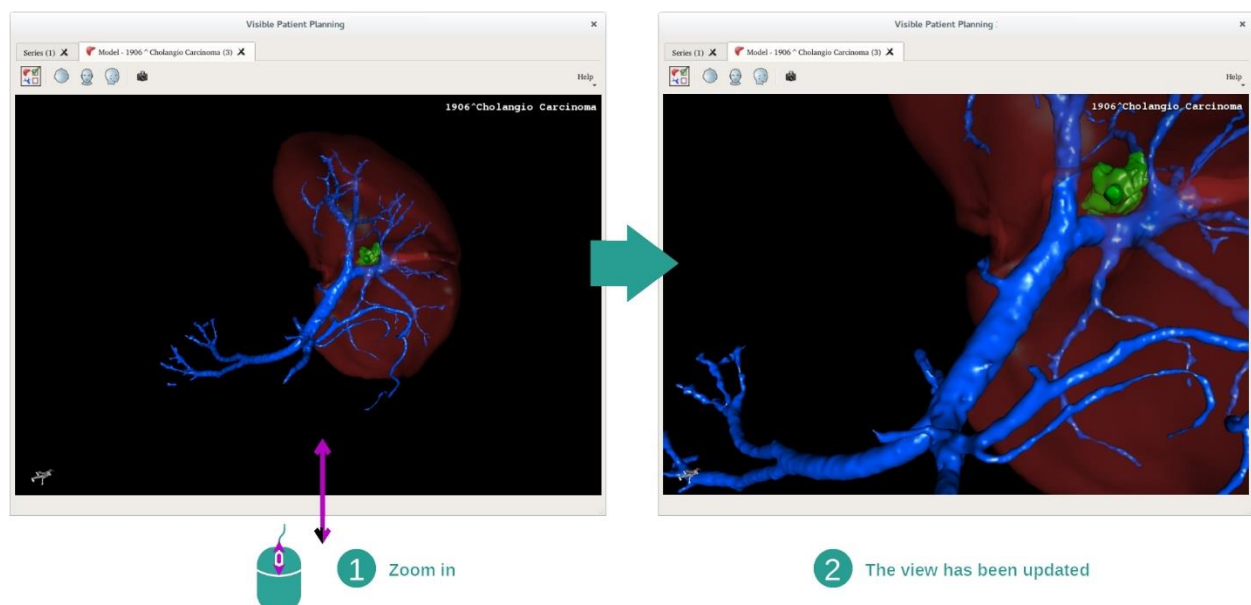 Visible Patient Planning
×
Series (1) X
Model - 1906 ^ Cholangio Carcinoma (3) X
Help
1906^Cholangio Carcinoma
1 Zoom in
Visible Patient Planning
×
Series (1) X
Model - 1906 ^ Cholangio Carcinoma (3) X
Help
1906^Cholangio Carcinoma
2 The view has been updated